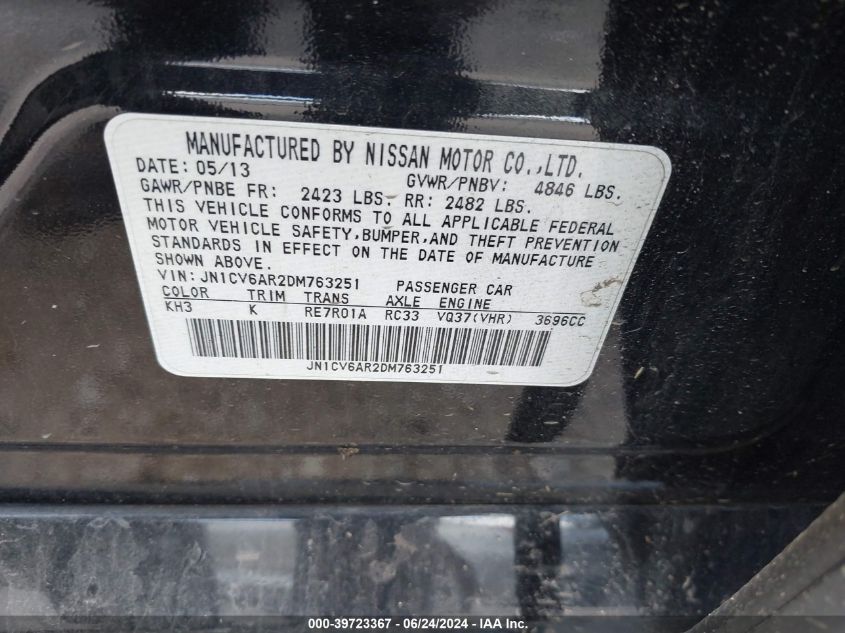 MANUFACTURED BY NISSAN MOTOR CO.,LTD.
DATE: 05/13 GVWR/PNBV: 4846 LBS.
GAWR/PNBE FR: 2423 LBS. RR: 2482 LBS.
THIS VEHICLE CONFORMS TO ALL APPLICABLE FEDERAL
MOTOR VEHICLE SAFETY,BUMPER,AND THEFT PREVENTION
STANDARDS IN EFFECT ON THE DATE OF MANUFACTURE
SHOWN ABOVE.
VIN: JN1CV6AR2DM763251 PASSENGER CAR
COLOR TRIM TRANS AXLE ENGINE
KH3 K RE7R01A RC33 VQ37(VHR) 3696CC
JN1CV6AR2DM763251
000-39723367 - 06/24/2024 - IAA Inc.